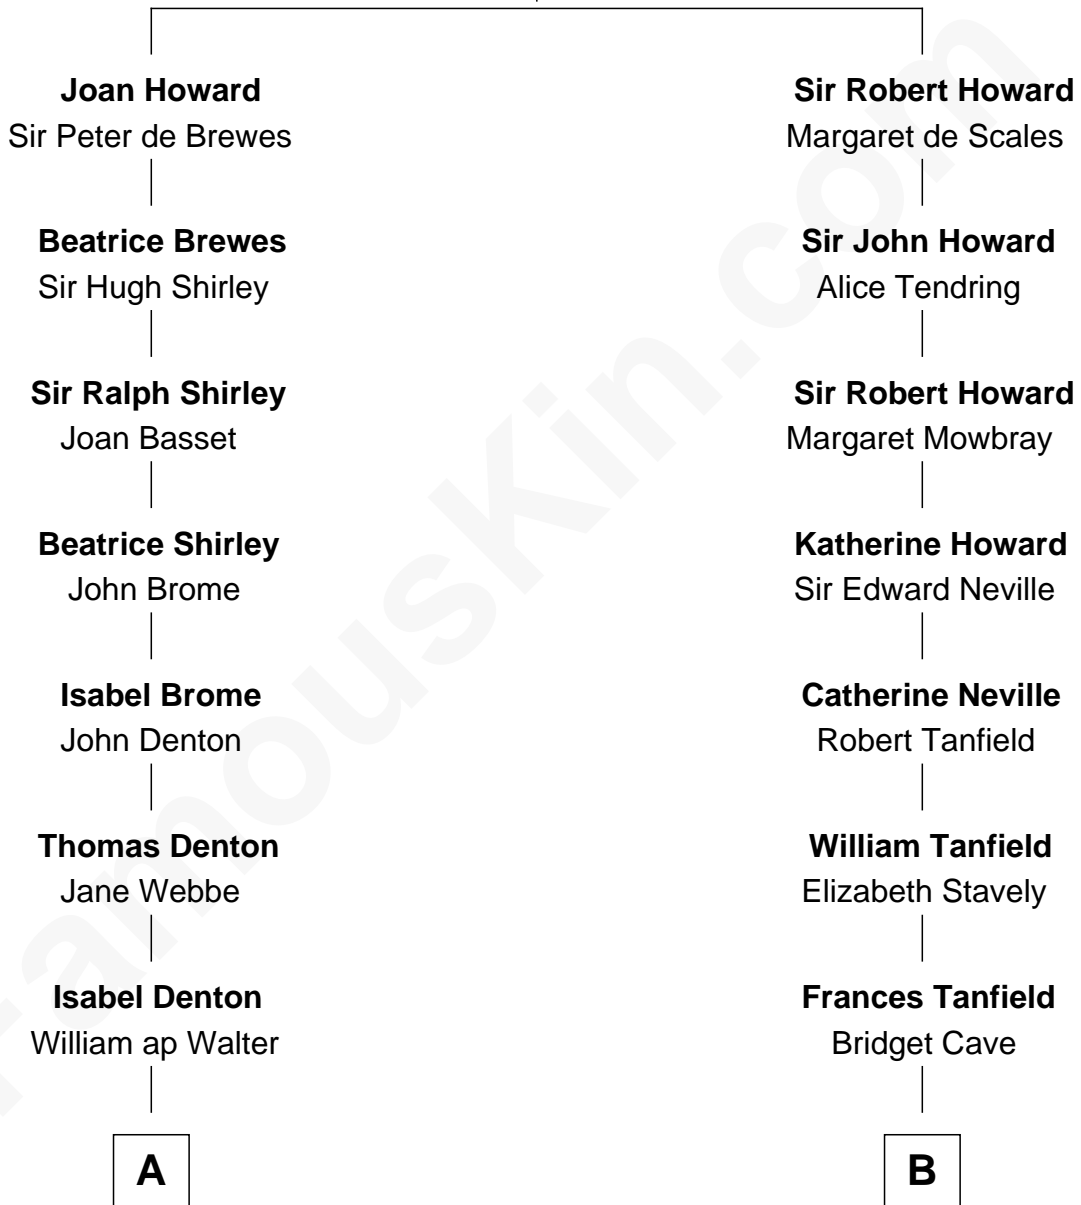 Joan Howard
Sir Peter de Brewes
Sir Robert Howard
Margaret de Scales
Beatrice Brewes
Sir Hugh Shirley
Sir John Howard
Alice Tendring
Sir Ralph Shirley
Joan Basset
Sir Robert Howard
Margaret Mowbray
Beatrice Shirley
John Brome
Katherine Howard
Sir Edward Neville
Isabel Brome
John Denton
Catherine Neville
Robert Tanfield
Thomas Denton
Jane Webbe
William Tanfield
Elizabeth Stavely
Isabel Denton
William ap Walter
Frances Tanfield
Bridget Cave
A
B
FamousKin.com